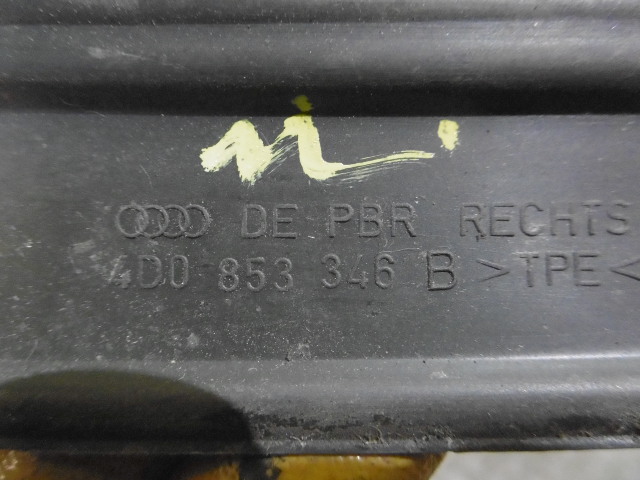 DE PBR RECHTS
4D0 853 346 B >TPE<